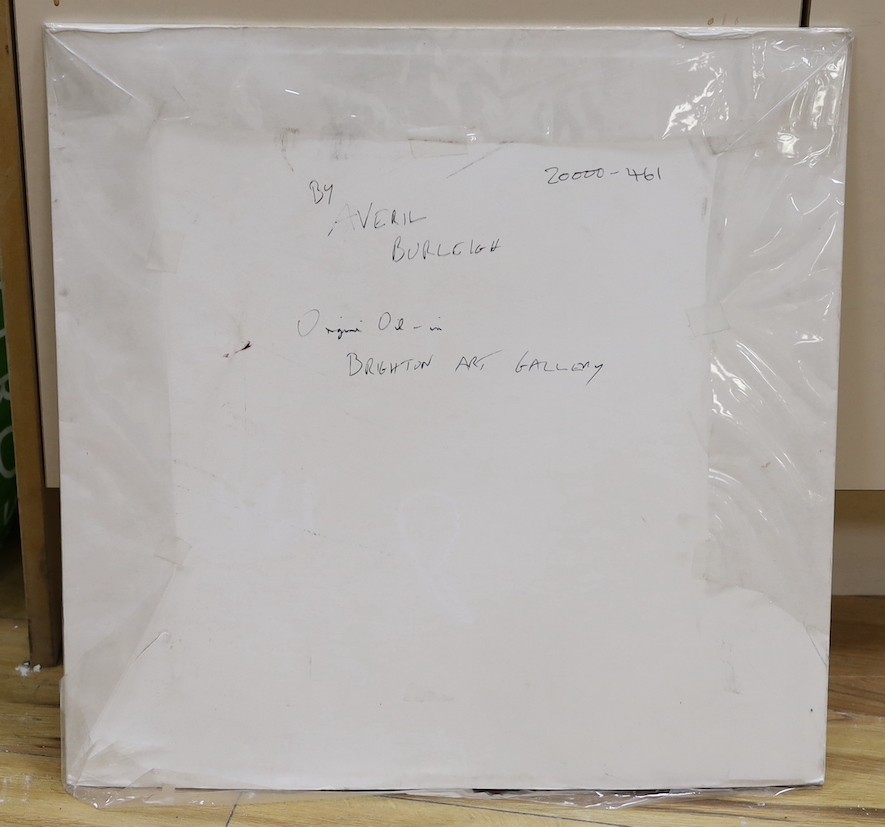 20000-461
By
AVERIL
BURLEIGH
Original Oil - in
BRIGHTON ART GALLERY